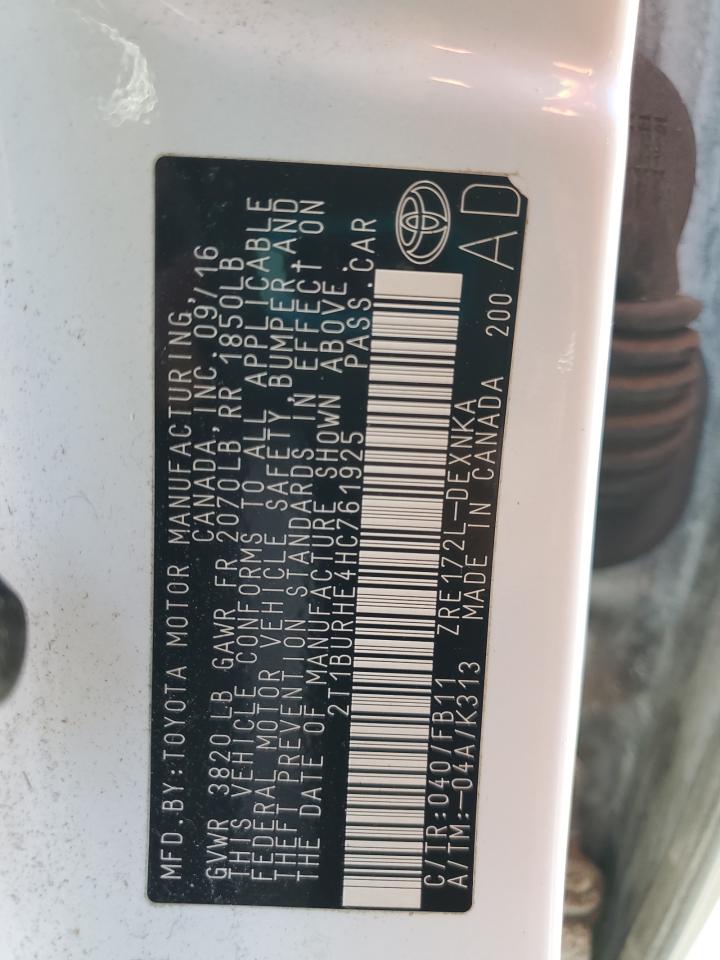 MFD.BY:TOYOTA MOTOR MANUFACTURING,
CANADA,INC.09/16
GVWR 3820 LB GAWR FR 2070LB,RR 1850LB
THIS VEHICLE CONFORMS TO ALL APPLICABLE
FEDERAL MOTOR VEHICLE SAFETY,BUMPER,AND
THEFT PREVENTION STANDARDS IN EFFECT ON
THE DATE OF MANUFACTURE SHOWN ABOVE.
2T1BURHE4HC761925 PASS.CAR
C/TR:040/FB11 ZRE172L-DEXNKA
A/TM:-04A/K313 MADE IN CANADA 200
AD